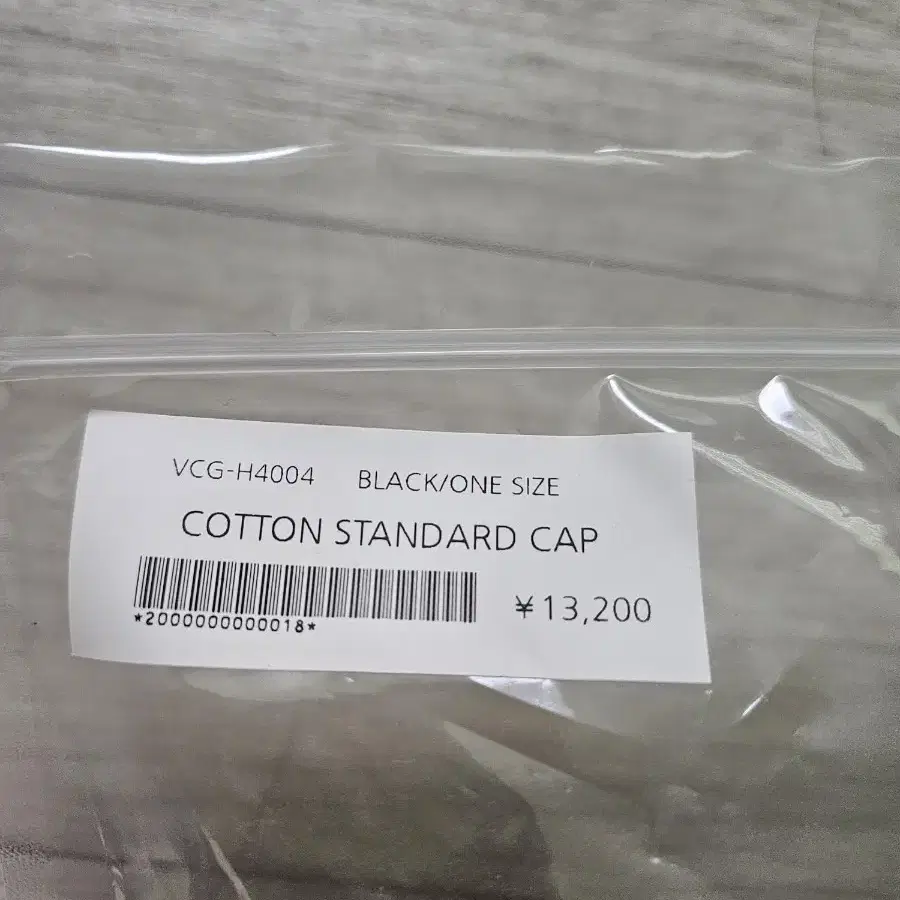 VCG-H4004 BLACK/ONE SIZE
COTTON STANDARD CAP
*2000000000018*
¥13,200